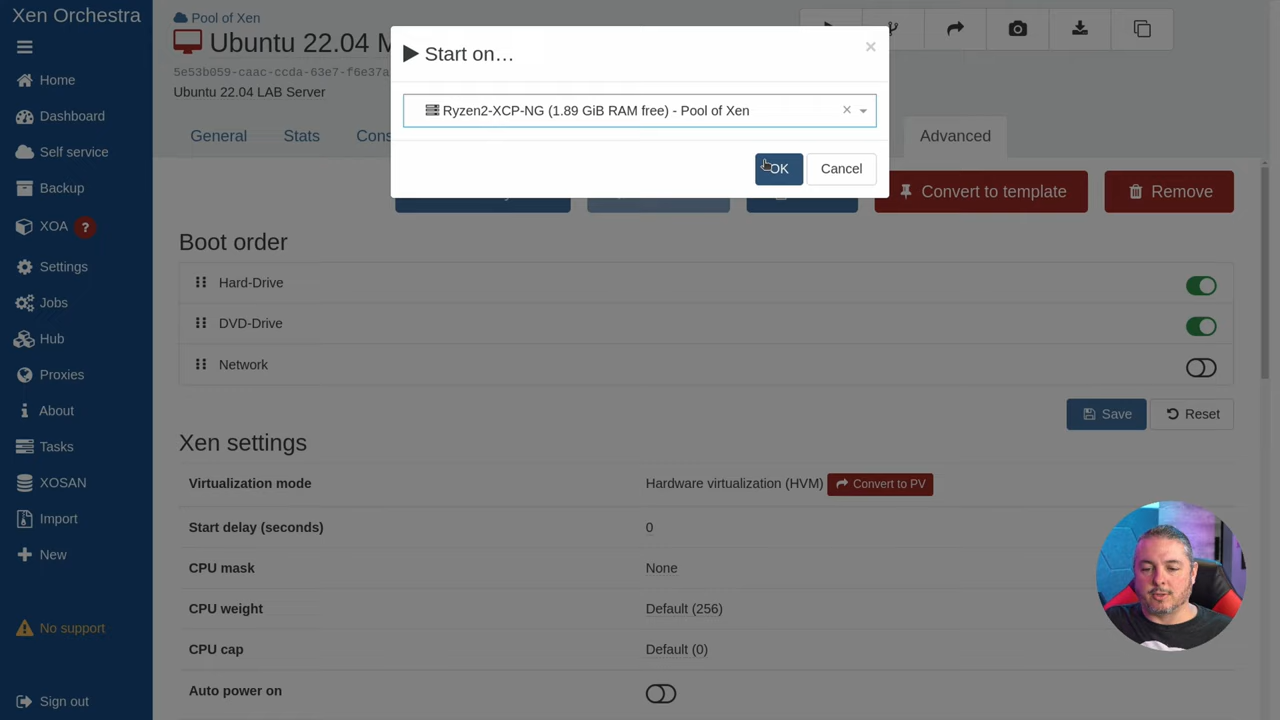 Xen Orchestra
Home
Dashboard
Self service
Backup
XOA ?
Settings
Jobs
Hub
Proxies
About
Tasks
XOSAN
Import
New
No support
Sign out
Pool of Xen
Ubuntu 22.04
5e53b059-caac-ccda-63e7-f6e37a
Ubuntu 22.04 LAB Server
General
Stats
Advanced
Start on…
×
Ryzen2-XCP-NG (1.89 GiB RAM free) - Pool of Xen
×
OK
Cancel
Convert to template
Remove
Boot order
Hard-Drive
DVD-Drive
Network
Save
Reset
Xen settings
Virtualization mode
Hardware virtualization (HVM)
Convert to PV
Start delay (seconds)
0
CPU mask
None
CPU weight
Default (256)
CPU cap
Default (0)
Auto power on